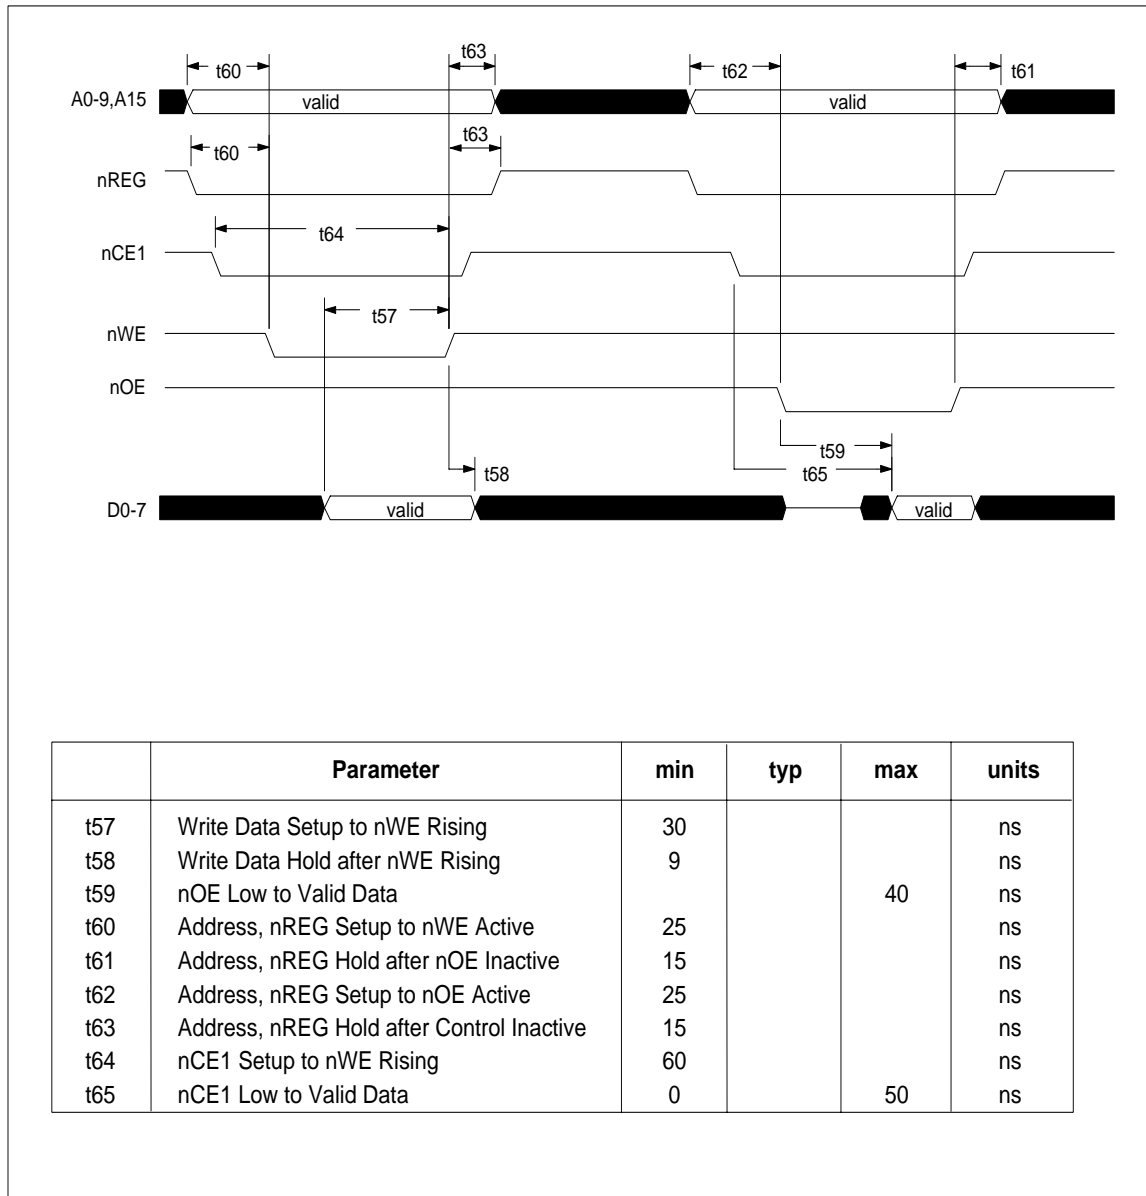 t60 t63 t62 t61
A0-9,A15 valid valid
t60 t63
nREG
t64
nCE1
t57
nWE
nOE
t59
t58 t65
D0-7 valid valid
Parameter min typ max units
t57 Write Data Setup to nWE Rising 30 ns
t58 Write Data Hold after nWE Rising 9 ns
t59 nOE Low to Valid Data 40 ns
t60 Address, nREG Setup to nWE Active 25 ns
t61 Address, nREG Hold after nOE Inactive 15 ns
t62 Address, nREG Setup to nOE Active 25 ns
t63 Address, nREG Hold after Control Inactive 15 ns
t64 nCE1 Setup to nWE Rising 60 ns
t65 nCE1 Low to Valid Data 0 50 ns